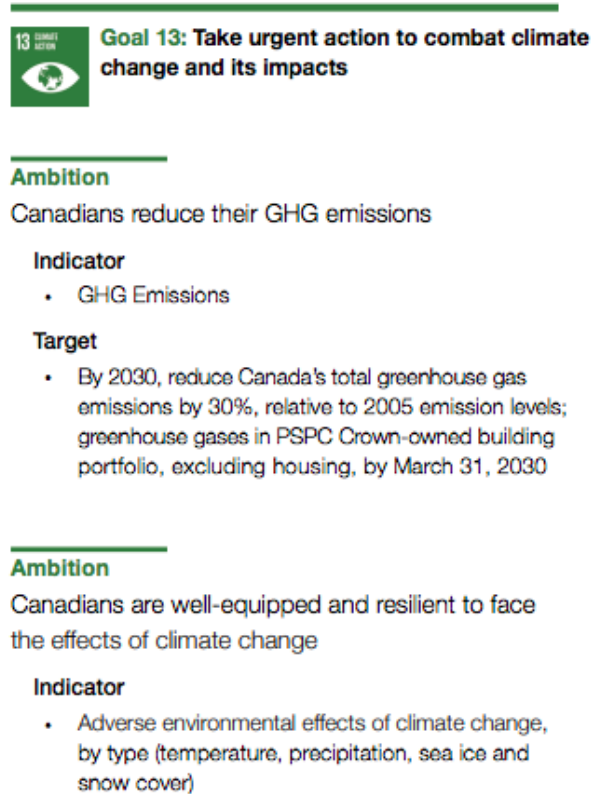 13 CLIMATE
ACTION
Goal 13: Take urgent action to combat climate
change and its impacts
Ambition
Canadians reduce their GHG emissions
Indicator
• GHG Emissions
Target
• By 2030, reduce Canada's total greenhouse gas
emissions by 30%, relative to 2005 emission levels;
greenhouse gases in PSPC Crown-owned building
portfolio, excluding housing, by March 31, 2030
Ambition
Canadians are well-equipped and resilient to face
the effects of climate change
Indicator
• Adverse environmental effects of climate change,
by type (temperature, precipitation, sea ice and
snow cover)